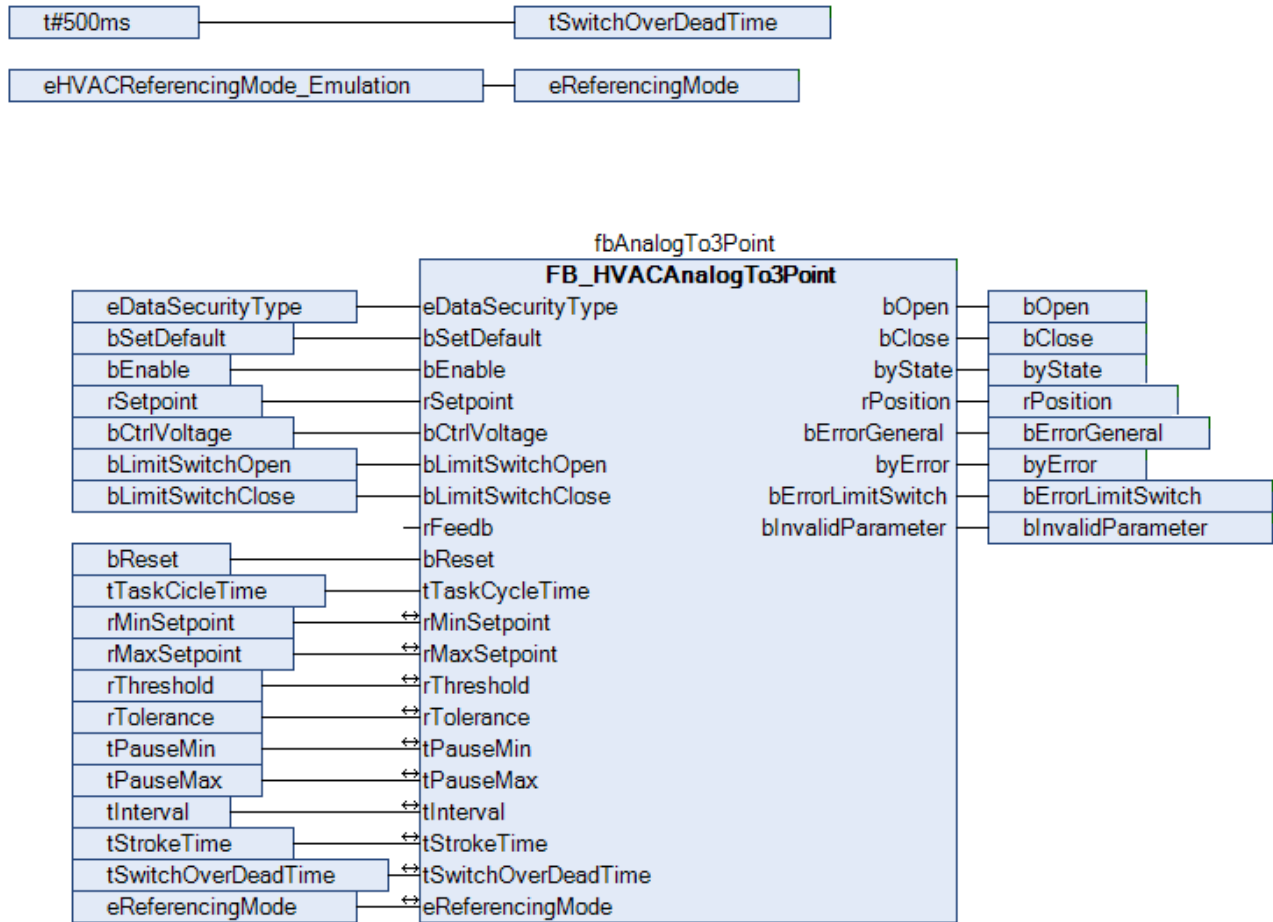 t#500ms tSwitchOverDeadTime
eHVACReferencingMode_Emulation eReferencingMode
fbAnalogTo3Point
FB_HVACAnalogTo3Point
eDataSecurityType eDataSecurityType bOpen bOpen
bSetDefault bSetDefault bClose bClose
bEnable bEnable byState byState
rSetpoint rSetpoint rPosition rPosition
bCtrlVoltage bCtrlVoltage bErrorGeneral bErrorGeneral
bLimitSwitchOpen bLimitSwitchOpen byError byError
bLimitSwitchClose bLimitSwitchClose bErrorLimitSwitch bErrorLimitSwitch
rFeedb bInvalidParameter bInvalidParameter
bReset bReset
tTaskCicleTime tTaskCycleTime
rMinSetpoint rMinSetpoint
rMaxSetpoint rMaxSetpoint
rThreshold rThreshold
rTolerance rTolerance
tPauseMin tPauseMin
tPauseMax tPauseMax
tInterval tInterval
tStrokeTime tStrokeTime
tSwitchOverDeadTime tSwitchOverDeadTime
eReferencingMode eReferencingMode